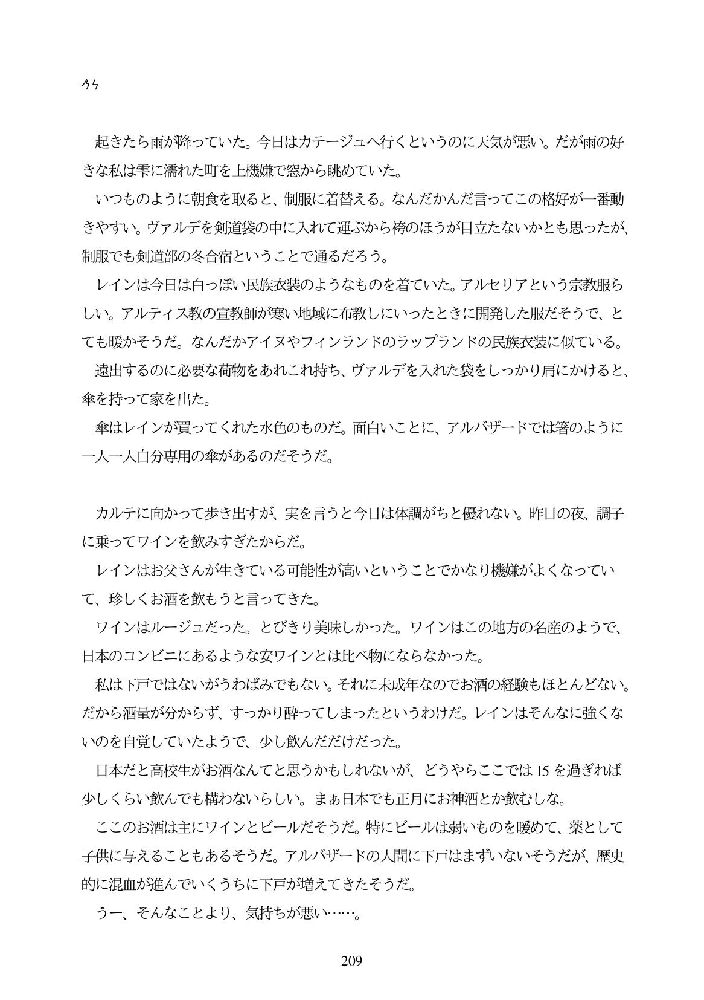 起きたら雨が降っていた。今日はカテージュへ行くというのに天気が悪い。だが雨の好
きな私は雫に濡れた町を上機嫌で窓から眺めていた。
いつものように朝食を取ると、制服に着替える。なんだかんだ言ってこの格好が一番動
きやすい。ヴァルデを剣道袋の中に入れて運ぶから袴のほうが目立たないかとも思ったが、
制服でも剣道部の冬合宿ということで通るだろう。
レインは今日は白っぽい民族衣装のようなものを着ていた。アルセリアという宗教服ら
しい。アルティス教の宣教師が寒い地域に布教しにいったときに開発した服だそうで、と
ても暖かそうだ。なんだかアイヌやフィンランドのラップランドの民族衣装に似ている。
遠出するのに必要な荷物をあれこれ持ち、ヴァルデを入れた袋をしっかり肩にかけると、
傘を持って家を出た。
傘はレインが買ってくれた水色のものだ。面白いことに、アルバザードでは箸のように
一人一人自分専用の傘があるのだそうだ。
カルテに向かって歩き出すが、実を言うと今日は体調がちと優れない。昨日の夜、調子
に乗ってワインを飲みすぎたからだ。
レインはお父さんが生きている可能性が高いということでかなり機嫌がよくなってい
て、珍しくお酒を飲もうと言ってきた。
ワインはルージュだった。とびきり美味しかった。ワインはこの地方の名産のようで、
日本のコンビニにあるような安ワインとは比べ物にならなかった。
私は下戸ではないがうわばみでもない。それに未成年なのでお酒の経験もほとんどない。
だから酒量が分からず、すっかり酔ってしまったというわけだ。レインはそんなに強くな
いのを自覚していたようで、少し飲んだだけだった。
日本だと高校生がお酒なんてと思うかもしれないが、どうやらここでは 15 を過ぎれば
少しくらい飲んでも構わないらしい。まぁ日本でも正月にお神酒とか飲むしな。
ここのお酒は主にワインとビールだそうだ。特にビールは弱いものを暖めて、薬として
子供に与えることもあるそうだ。アルバザードの人間に下戸はまずいないそうだが、歴史
的に混血が進んでいくうちに下戸が増えてきたそうだ。
うー、そんなことより、気持ちが悪い……。
209